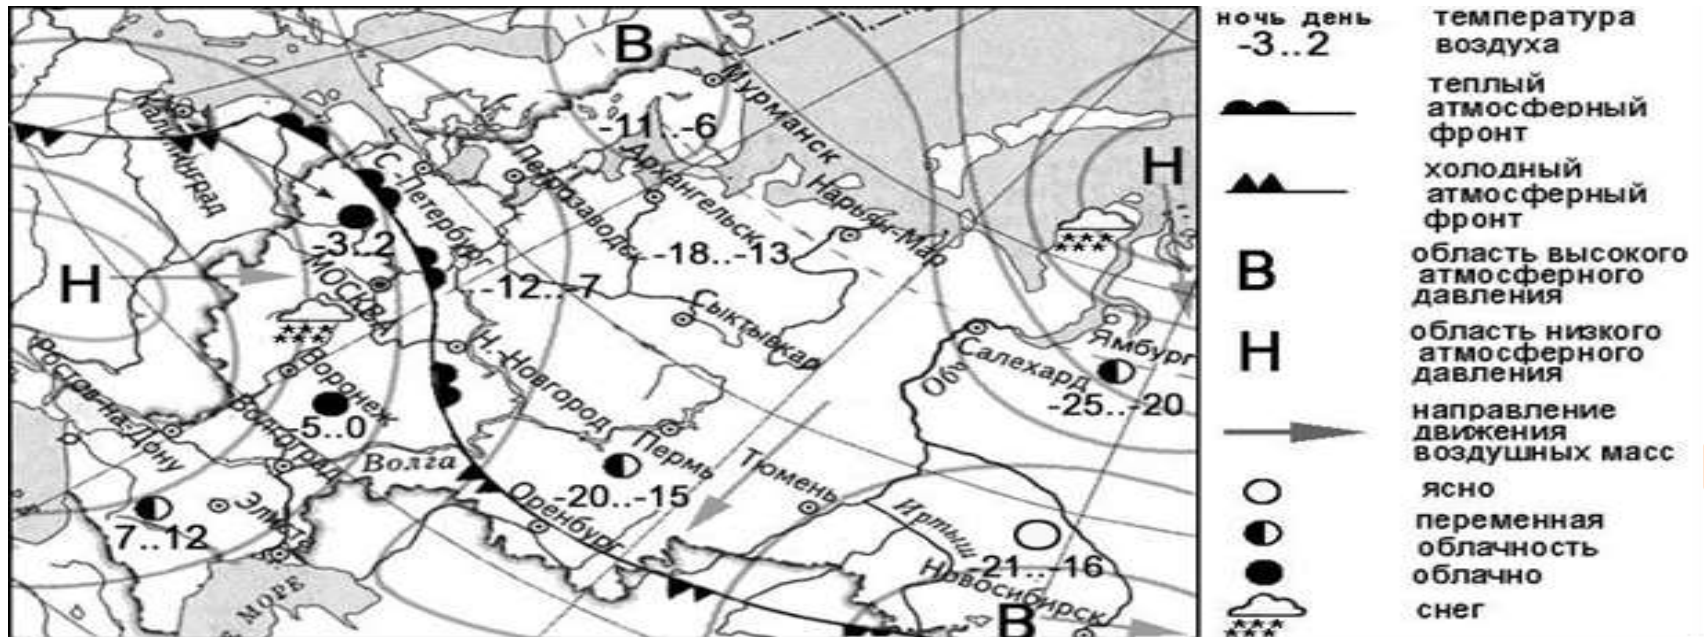 В
Мурманск
Калининград
-11..-6
Н
С.-Петербург
Петрозаводск
Архангельск
Нарьян-Мар
-3..2
-18..-13
Н
МОСКВА
-12..-7
Сыктывкар
Ямбург
Салехард
Обь
-25..-20
Ростов-на-Дону
Воронеж
Н.-Новгород
Волгоград
-5..0
Пермь
Волга
Тюмень
-20..-15
Оренбург
Иртыш
Элиста
7..12
-21..-16
Новосибирск
В
МОРЕ
ночь день
-3..2
температура
воздуха
теплый
атмосферный
фронт
холодный
атмосферный
фронт
В
область высокого
атмосферного
давления
Н
область низкого
атмосферного
давления
направление
движения
воздушных масс
ясно
переменная
облачность
облачно
снег